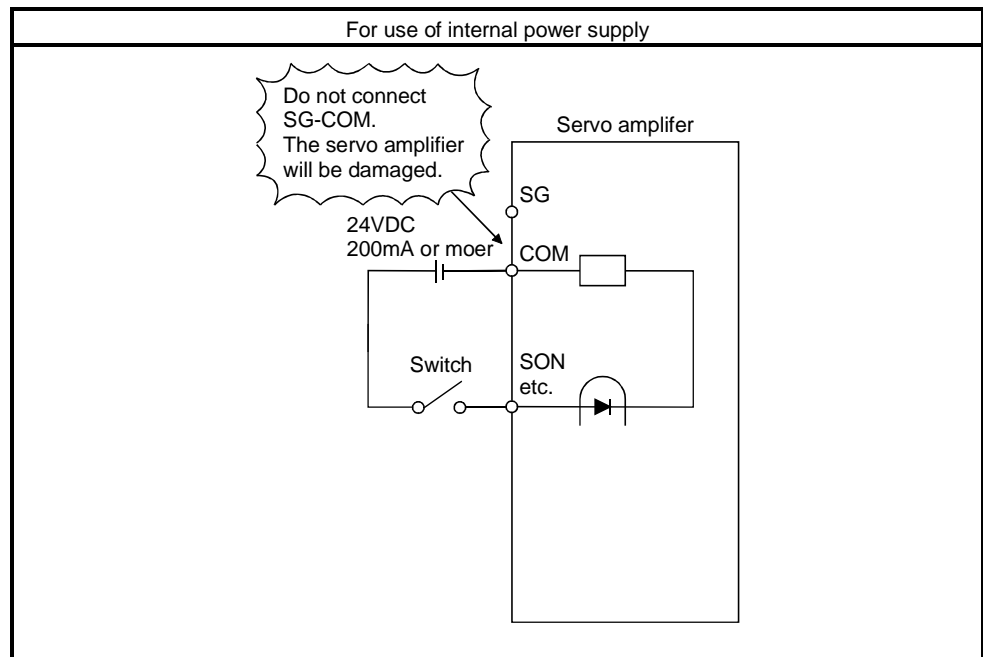 For use of internal power supply
Do not connect
SG-COM.
The servo amplifier
will be damaged.
Servo amplifer
SG
24VDC
200mA or moer
COM
Switch
SON
etc.